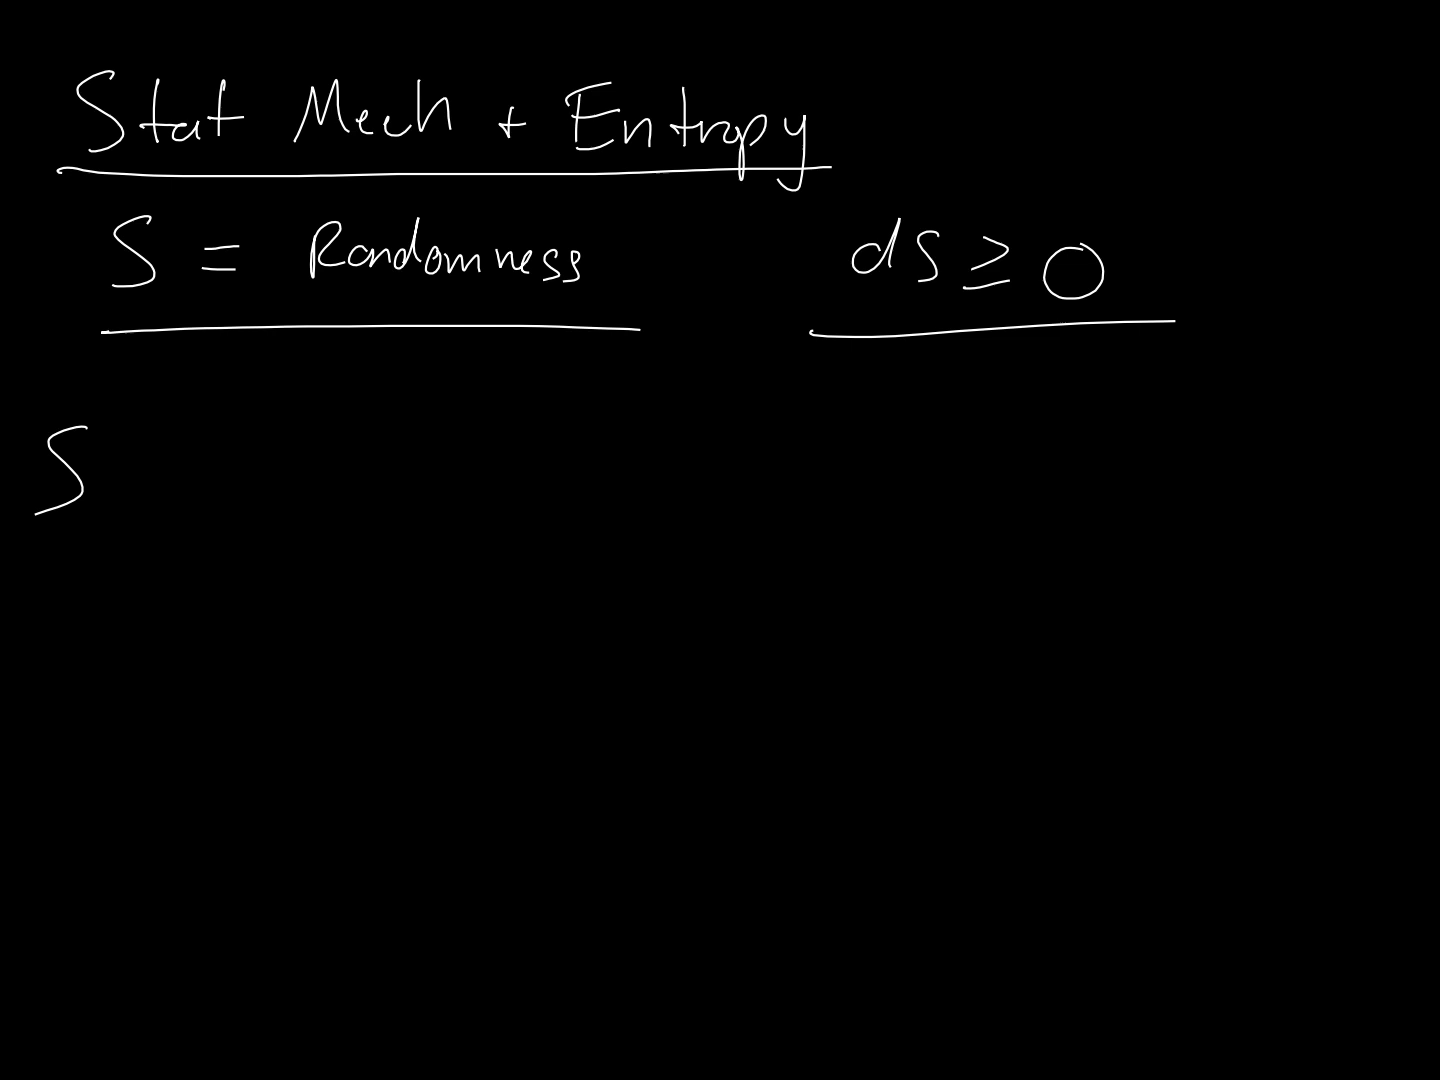 Stat Mech + Entropy
S = Randomness dS ≥ 0
S